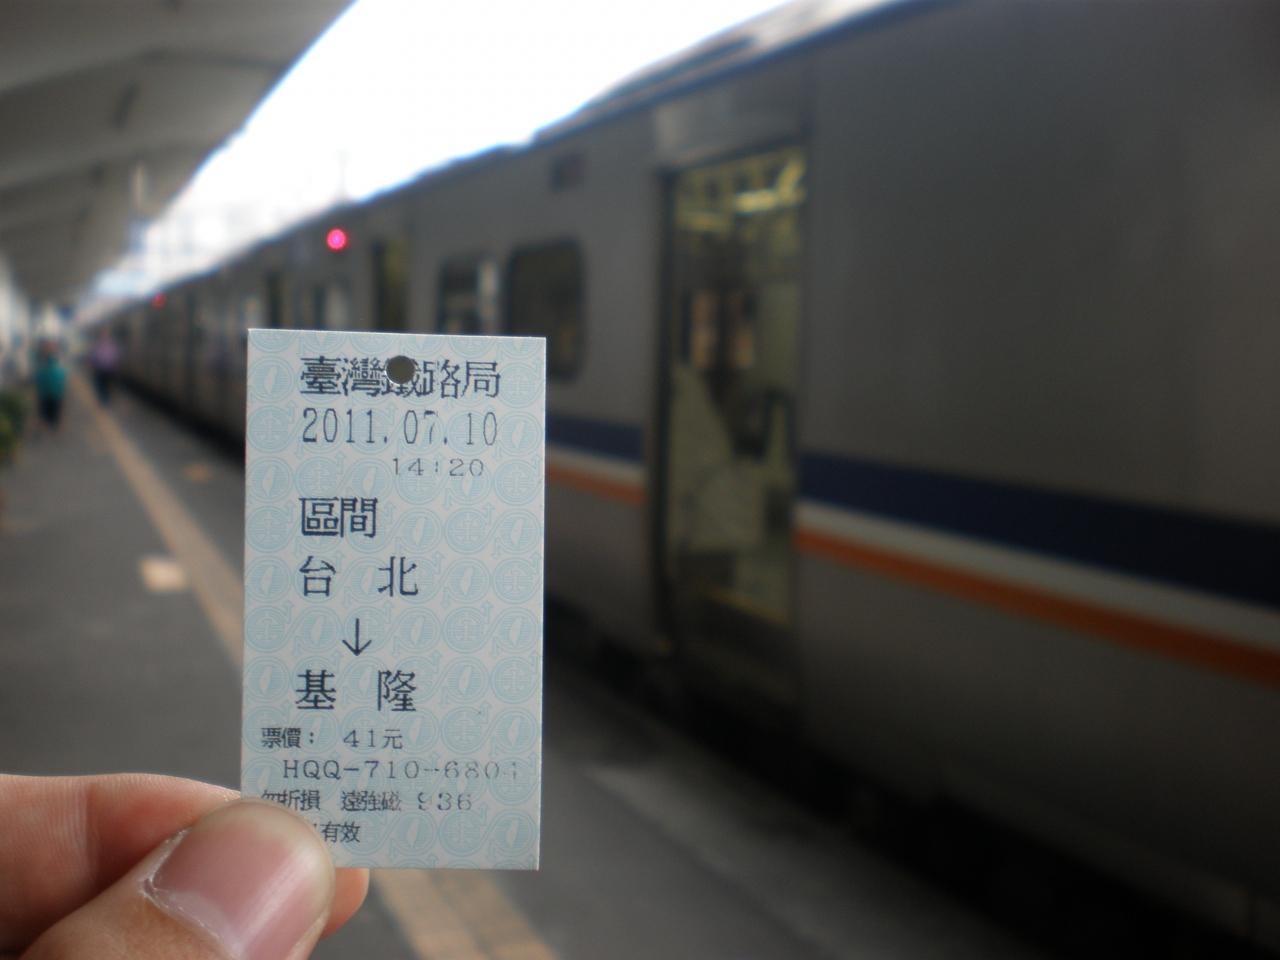 臺灣鐵路局
2011.07.10
14:20
區間
台 北
↓
基 隆
票價： 41元
HQQ-710-6804
勿折損 遠強磁 936
有效